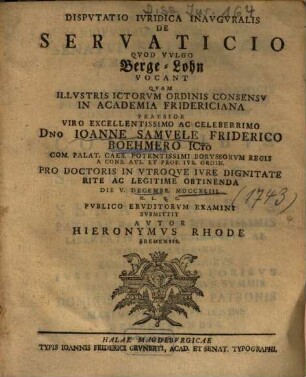 Diss. Jur. 164
DISPVTATIO IVRIDICA INAVGVRALIS
DE
SERVATICIO
QVOD VVLGO
Berge-Lohn
VOCANT
QVAM
ILLVSTRIS ICTORVM ORDINIS CONSENSV
IN ACADEMIA FRIDERICIANA
PRAESIDE
VIRO EXCELLENTISSIMO AC CELEBERRIMO
DNO IOANNE SAMVELE FRIDERICO
BOEHMERO ICTO
COM. PALAT. CAES. POTENTISSIMI BORVSSORVM REGIS
A CONS. AVL. ET PROF. IVR. ORDIN.
PRO DOCTORIS IN VTROQVE IVRE DIGNITATE
RITE AC LEGITIME OBTINENDA
DIE V. DECEMBR. MDCCXLIII.
H. L. Q. C.
PVBLICO ERVDITORVM EXAMINI
SVBMITTIT
AVTOR
HIERONYMVS RHODE
BREMENSIS.
(1743)
HALAE MAGDEBVRGICAE
TYPIS IOANNIS FRIDERICI GRVNERTI, ACAD. ET SENAT. TYPOGRAPHI.